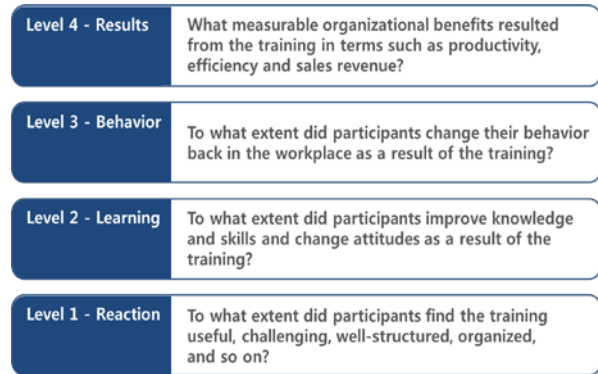 Level 4 - Results
What measurable organizational benefits resulted
from the training in terms such as productivity,
efficiency and sales revenue?
Level 3 - Behavior
To what extent did participants change their behavior
back in the workplace as a result of the training?
Level 2 - Learning
To what extent did participants improve knowledge
and skills and change attitudes as a result of the
training?
Level 1 - Reaction
To what extent did participants find the training
useful, challenging, well-structured, organized,
and so on?